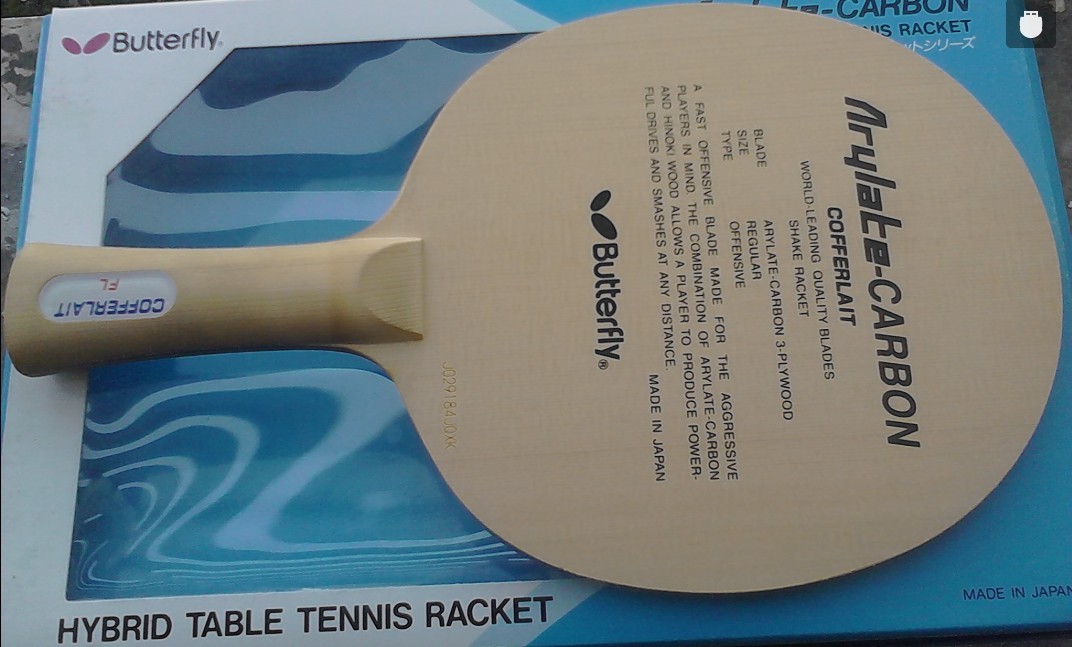 Butterfly®
-CARBON
IS RACKET
ットシリーズ
Arylate-CARBON
COFFERLAIT
WORLD-LEADING QUALITY BLADES
SHAKE RACKET
BLADE ARYLATE-CARBON 3-PLYWOOD
SIZE REGULAR
TYPE OFFENSIVE
A FAST OFFENSIVE BLADE MADE FOR THE AGGRESSIVE
PLAYERS IN MIND. THE COMBINATION OF ARYLATE-CARBON
AND HINOKI WOOD ALLOWS A PLAYER TO PRODUCE POWER-
FUL DRIVES AND SMASHES AT ANY DISTANCE.
MADE IN JAPAN
Butterfly®
COFFERLAIT
FL
HYBRID TABLE TENNIS RACKET
MADE IN JAPAN